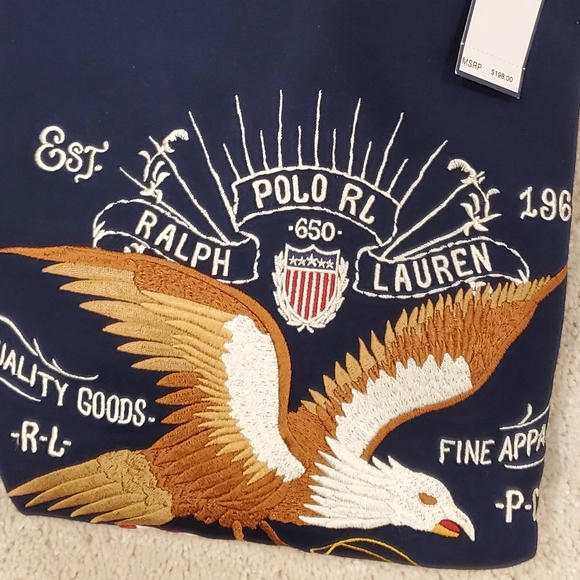 MSRP $198.00
EST.
196
POLO RL
·650·
RALPH LAUREN
UALITY GOODS-
-R-L-
FINE APPA
-P-